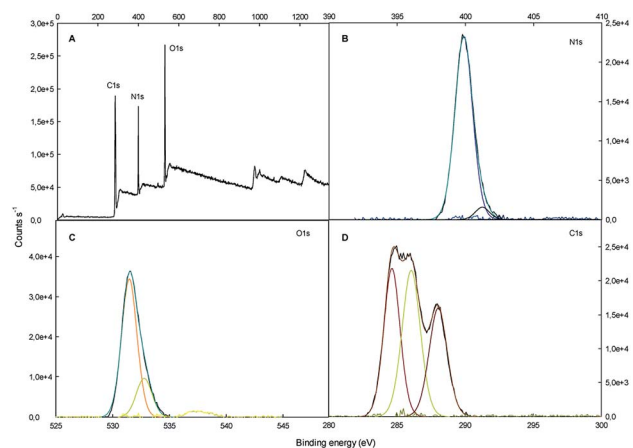 0 200 400 600 800 1000 1200 390 395 400 405 410
3,0e+5 A O1s B N1s 2,5e+4
2,5e+5 2,0e+4
C1s
N1s
2,0e+5
1,5e+5 1,5e+4
1,0e+5 1,0e+4
5,0e+4 5,0e+3
0,0 0,0
Counts s-1
C O1s D C1s 2,5e+4
4,0e+4 2,0e+4
3,0e+4
1,5e+4
2,0e+4
1,0e+4
1,0e+4 5,0e+3
0,0 0,0
525 530 535 540 545 280 285 290 295 300
Binding energy (eV)